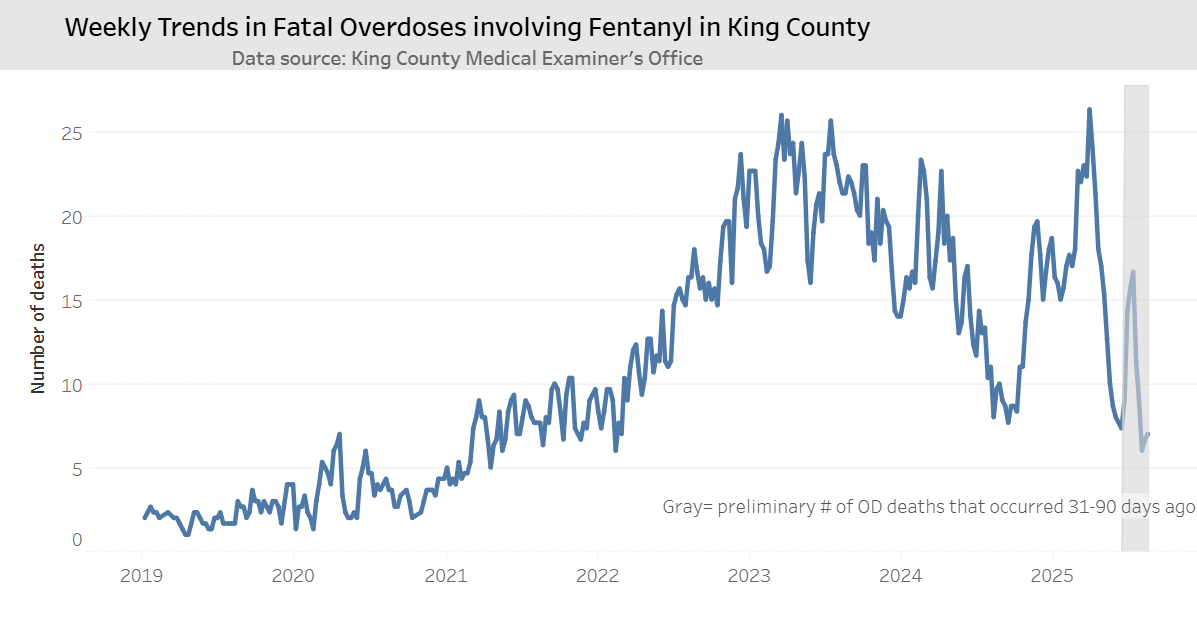 Weekly Trends in Fatal Overdoses involving Fentanyl in King County
Data source: King County Medical Examiner’s Office
Number of deaths
25
20
15
10
5
0
Gray= preliminary # of OD deaths that occurred 31-90 days ago
2019 2020 2021 2022 2023 2024 2025